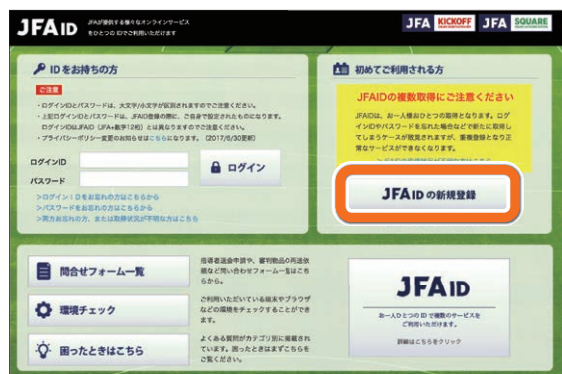 JFAID
JFAが提供する様々なオンラインサービス
をひとつの IDでご利用いただけます
JFA KICKOFF JFA SQUARE
IDをお持ちの方
ご注意
・ログインIDとパスワードは、大文字/小文字が区別されますのでご注意ください。
・上記ログインIDとパスワードは、JFAID登録の際に、ご自身で設定されたものになります。
ログインIDはJFAID（JFA+数字12桁）とは異なりますのでご注意ください。
・プライバシーポリシー変更のお知らせはこちらになります。（2017/6/30更新）
ログインID
パスワード
ログイン
>ログインIDをお忘れの方はこちらから
>パスワードをお忘れの方はこちらから
>両方お忘れの方、または取得状況が不明な方はこちら
初めてご利用される方
JFAIDの複数取得にご注意ください
JFAIDは、お一人様おひとつの取得となります。ログ
インIDやパスワードを忘れた場合などで新たに取得し
てしまうケースが散見されますが、重複登録となり正
常なサービスができなくなります。
JFAIDの新規登録
問合せフォーム一覧
指導者送会申請や、審判物品の再送依
頼など問い合わせフォーム一覧はこち
らから。
環境チェック
ご利用いただいている端末やブラウザ
などの環境をチェックすることができ
ます。
困ったときはこちら
よくある質問がカテゴリ別に掲載され
ています。困ったときはまずこちらを
ご覧ください。
JFAID
お一人ひとつの ID で複数のサービスを
ご利用いただけます。
詳細はこちらをクリック